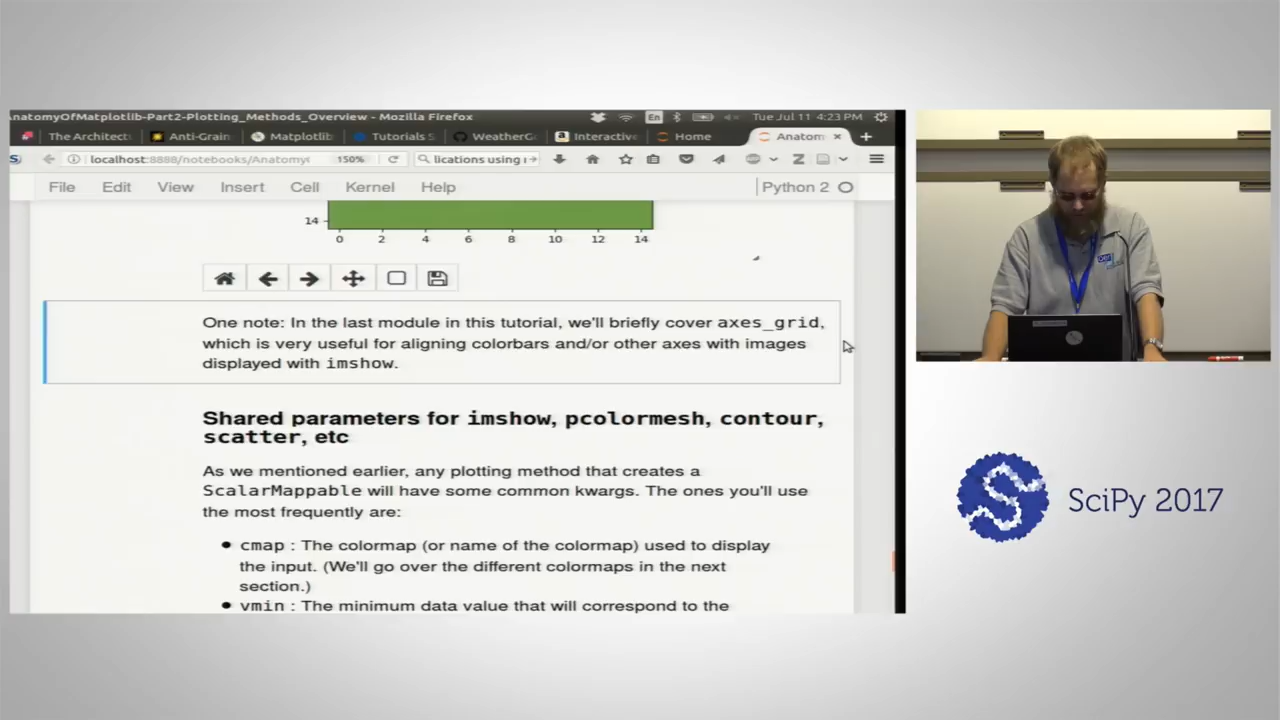 AnatomyOfMatplotlib-Part2-Plotting_Methods_Overview - Mozilla Firefox
En
Tue Jul 11 4:23 PM
The Architect
Anti-Grain
Matplotlib
Tutorials S
WeatherGe
Interactive
Home
Anatom
localhost:8888/notebooks/Anatomy
150%
lications using
File Edit View Insert Cell Kernel Help
Python 2
14
0 2 4 6 8 10 12 14
One note: In the last module in this tutorial, we'll briefly cover axes_grid,
which is very useful for aligning colorbars and/or other axes with images
displayed with imshow.
Shared parameters for imshow, pcolormesh, contour,
scatter, etc
As we mentioned earlier, any plotting method that creates a
ScalarMappable will have some common kwargs. The ones you'll use
the most frequently are:
• cmap : The colormap (or name of the colormap) used to display
the input. (We'll go over the different colormaps in the next
section.)
• vmin : The minimum data value that will correspond to the
SciPy 2017